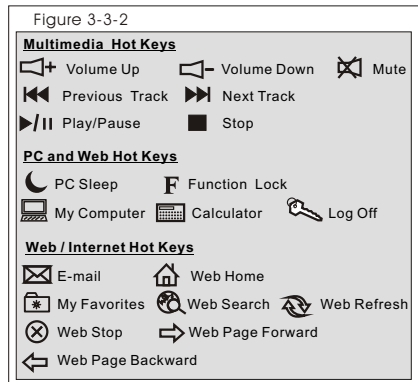 Figure 3-3-2
Multimedia Hot Keys
Volume Up Volume Down Mute
Previous Track Next Track
Play/Pause Stop
PC and Web Hot Keys
PC Sleep F Function Lock
My Computer Calculator Log Off
Web / Internet Hot Keys
E-mail Web Home
My Favorites Web Search Web Refresh
Web Stop Web Page Forward
Web Page Backward